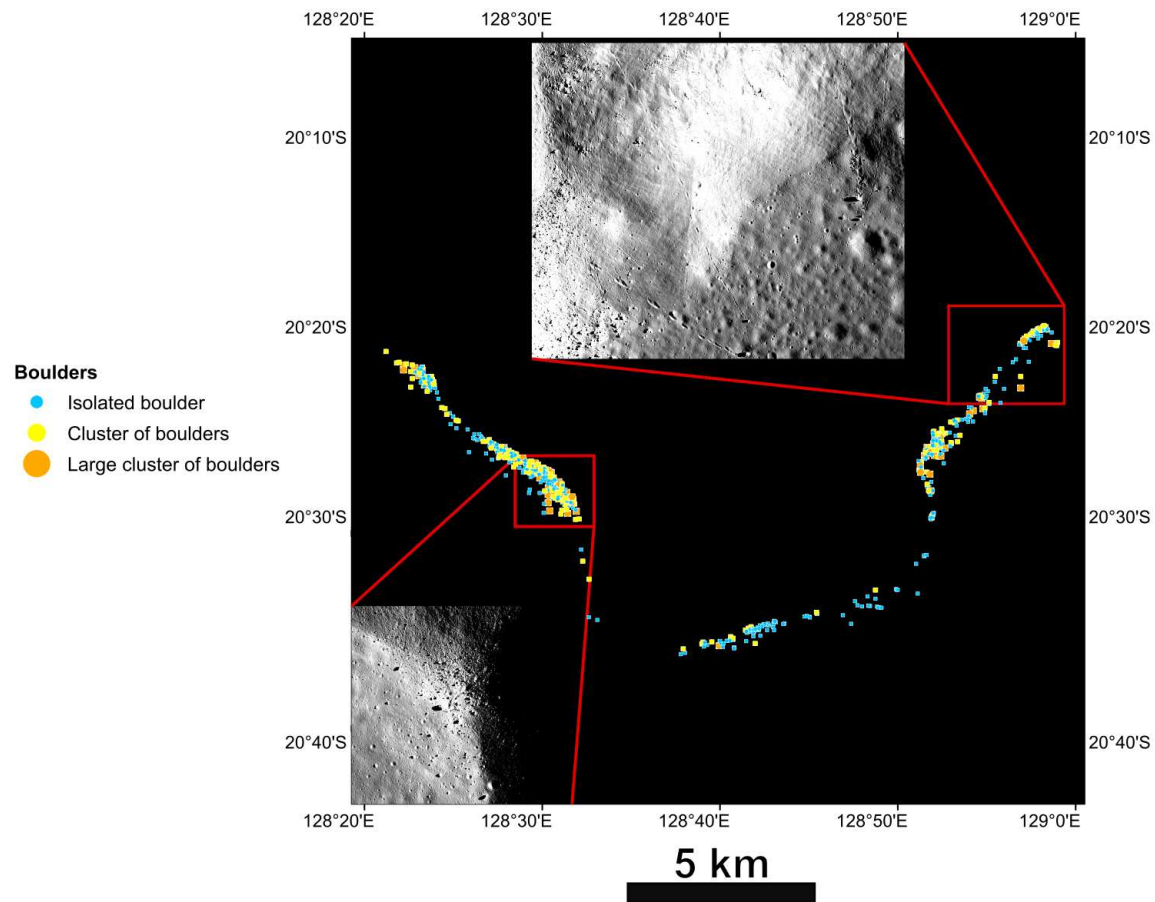 128°20'E 128°30'E 128°40'E 128°50'E 129°0'E
20°10'S 20°10'S
20°20'S 20°20'S
Boulders
Isolated boulder
Cluster of boulders
Large cluster of boulders
20°30'S 20°30'S
20°40'S 20°40'S
128°20'E 128°30'E 128°40'E 128°50'E 129°0'E
5 km